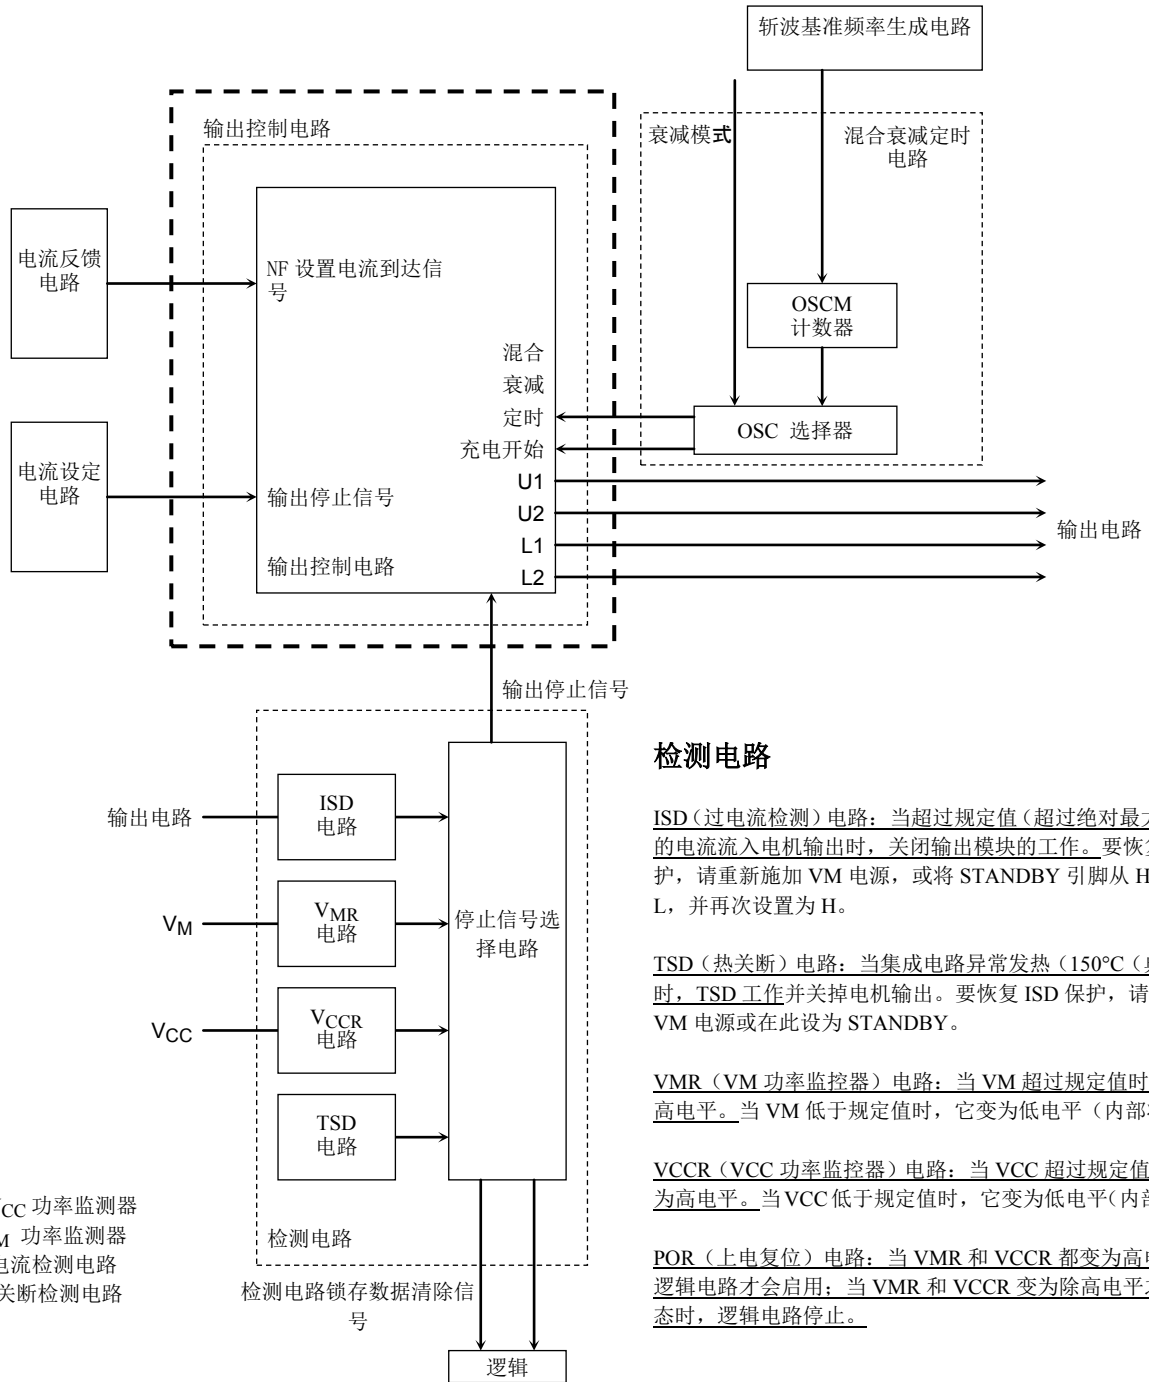 斩波基准频率生成电路
输出控制电路
衰减模式
混合衰减定时
电路
电流反馈
电路
NF 设置电流到达信
号
OSCM
计数器
混合
衰减
定时
充电开始
OSC 选择器
电流设定
电路
输出停止信号
输出控制电路
U1
U2
L1
L2
输出电路
输出停止信号
输出电路
ISD
电路
VM
VMR
电路
停止信号选
择电路
VCC
VCCR
电路
TSD
电路
检测电路
CC 功率监测器
M 功率监测器
电流检测电路
关断检测电路
检测电路锁存数据清除信
号
逻辑
检测电路
ISD（过电流检测）电路：当超过规定值（超过绝对最大
的电流流入电机输出时，关闭输出模块的工作。要恢
护，请重新施加 VM 电源，或将 STANDBY 引脚从 H
L，并再次设置为 H。
TSD（热关断）电路：当集成电路异常发热（150°C（
时，TSD 工作并关掉电机输出。要恢复 ISD 保护，请
VM 电源或在此设为 STANDBY。
VMR（VM 功率监控器）电路：当 VM 超过规定值时
高电平。当 VM 低于规定值时，它变为低电平（内部
VCCR（VCC 功率监控器）电路：当 VCC 超过规定值
为高电平。当VCC低于规定值时，它变为低电平（内部
POR（上电复位）电路：当 VMR 和 VCCR 都变为高电
逻辑电路才会启用；当 VMR 和 VCCR 变为除高电平
态时，逻辑电路停止。